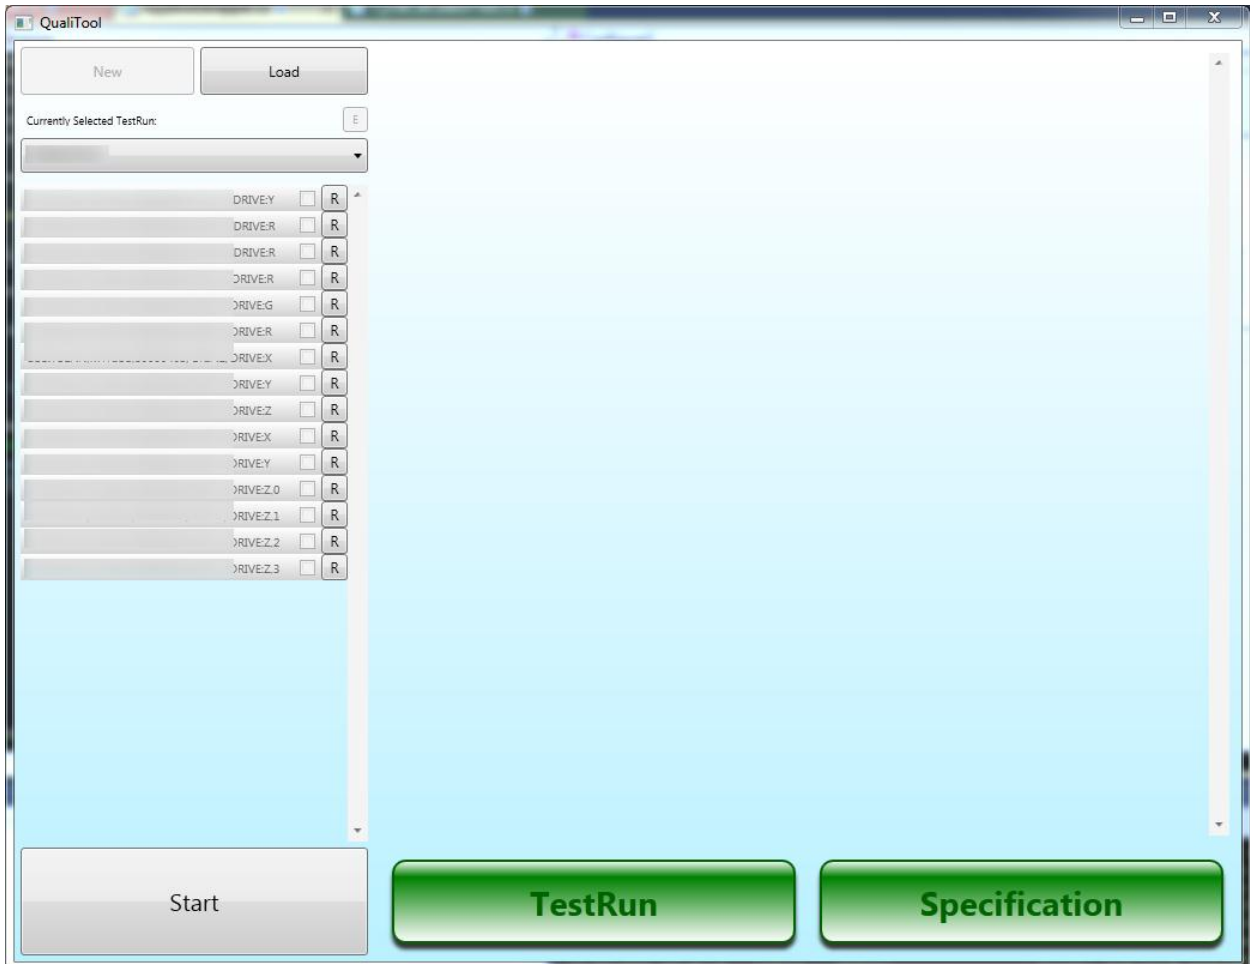 QualiTool
New Load
Currently Selected TestRun: E
DRIVE:Y R
DRIVE:R R
DRIVE:R R
DRIVE:R R
DRIVE:G R
DRIVE:R R
DRIVE:X R
DRIVE:Y R
DRIVE:Z R
DRIVE:X R
DRIVE:Y R
DRIVE:Z.0 R
DRIVE:Z.1 R
DRIVE:Z.2 R
DRIVE:Z.3 R
Start TestRun Specification